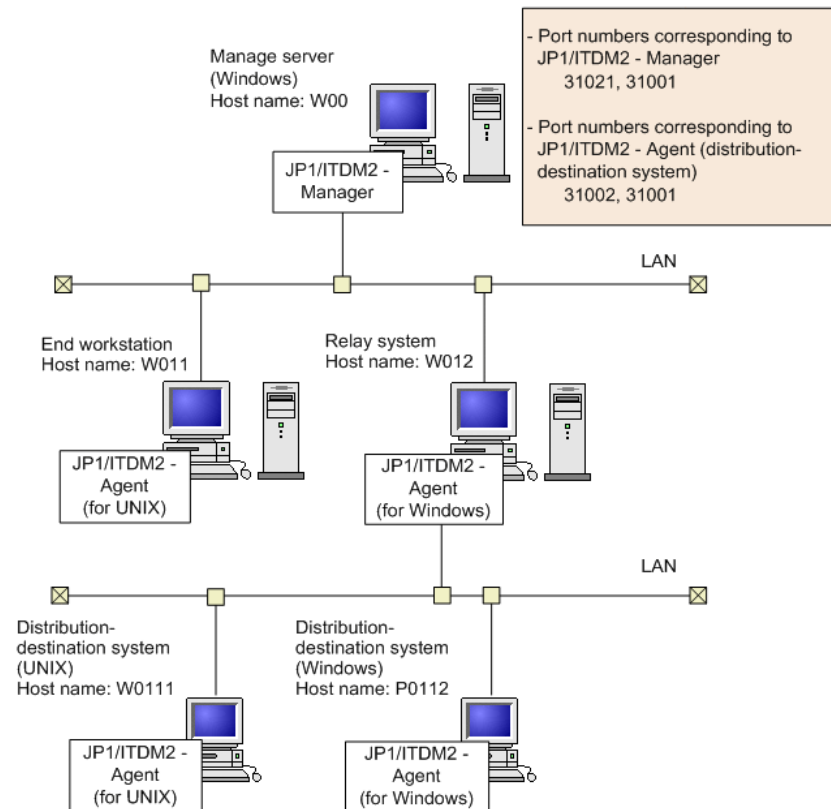 Manage server
(Windows)
Host name: W00
JP1/ITDM2 -
Manager
- Port numbers corresponding to
JP1/ITDM2 - Manager
31021, 31001
- Port numbers corresponding to
JP1/ITDM2 - Agent (distribution-
destination system)
31002, 31001
LAN
End workstation
Host name: W011
JP1/ITDM2 -
Agent
(for UNIX)
Relay system
Host name: W012
JP1/ITDM2 -
Agent
(for Windows)
LAN
Distribution-
destination system
(UNIX)
Host name: W0111
JP1/ITDM2 -
Agent
(for UNIX)
Distribution-
destination system
(Windows)
Host name: P0112
JP1/ITDM2 -
Agent
(for Windows)